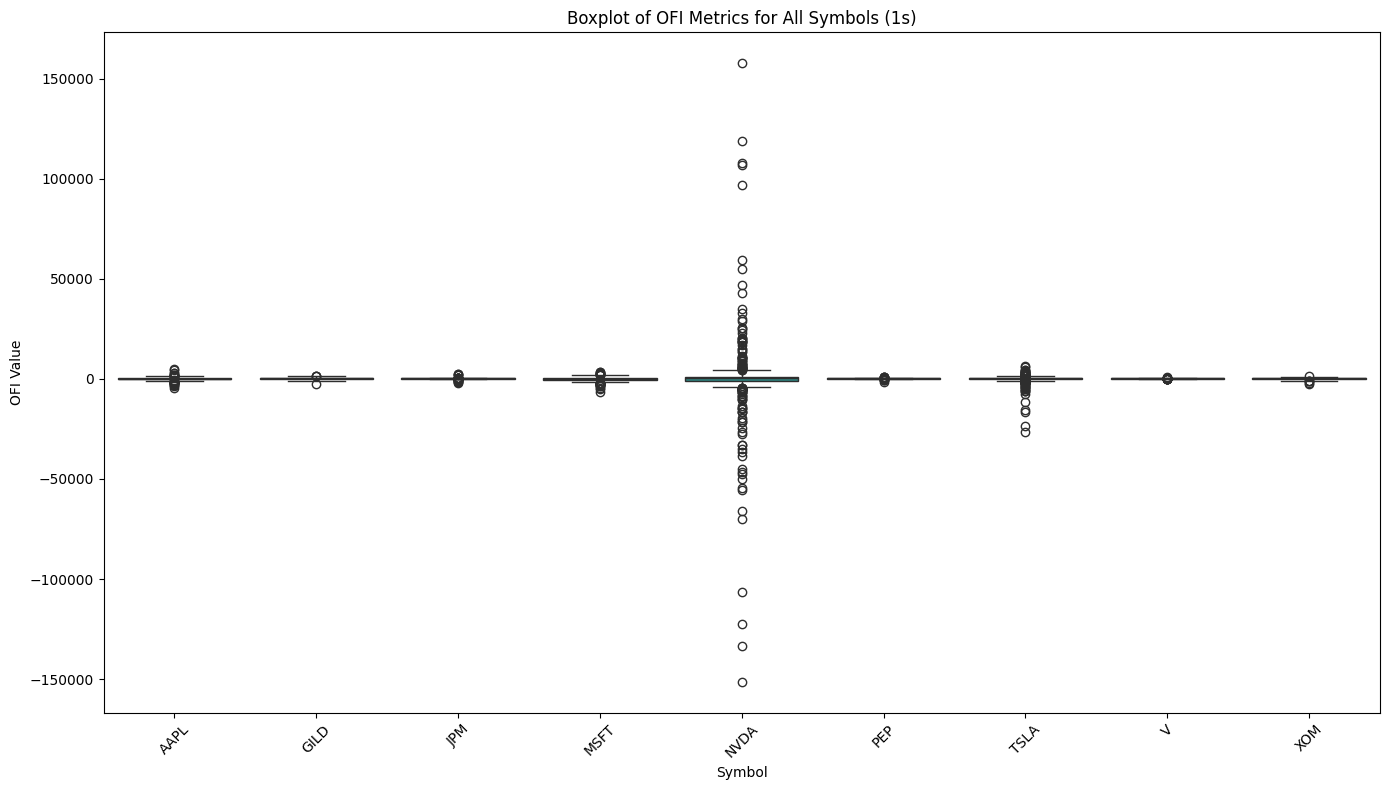 Boxplot of OFI Metrics for All Symbols (1s)
150000
100000
50000
0
−50000
−100000
−150000
OFI Value
AAPL
GILD
JPM
MSFT
NVDA
PEP
TSLA
V
XOM
Symbol